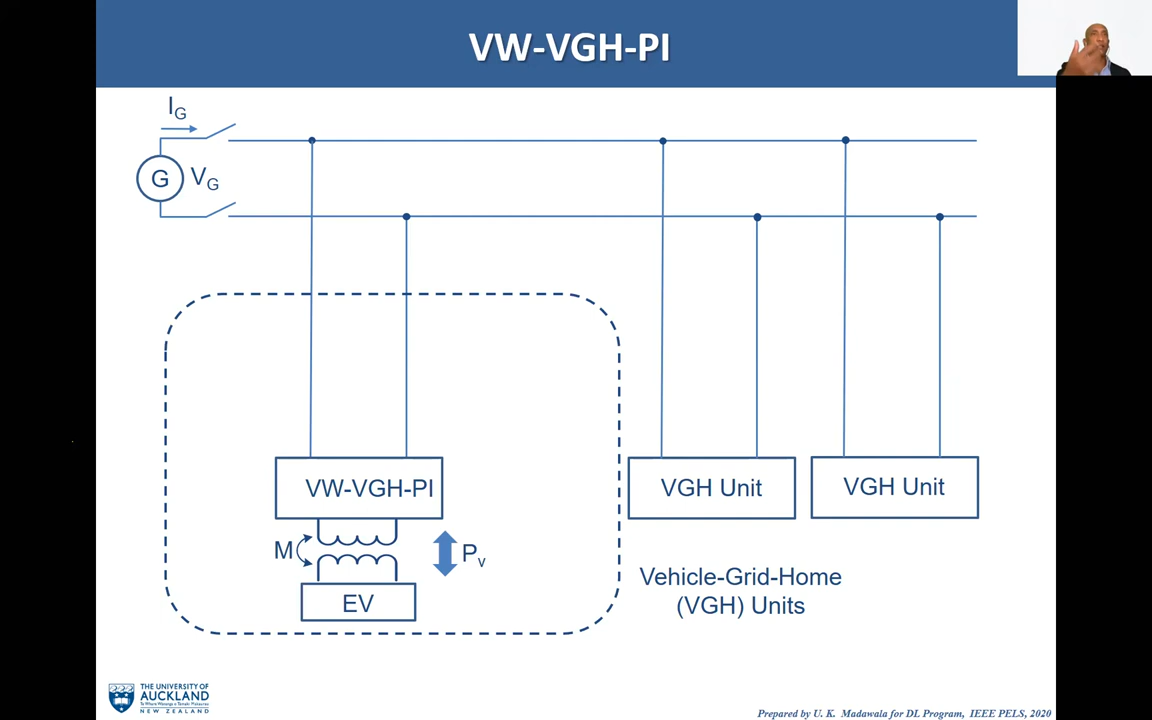 VW-VGH-PI
IG
G
VG
VW-VGH-PI
VGH Unit
VGH Unit
M
Pv
EV
Vehicle-Grid-Home
(VGH) Units
THE UNIVERSITY OF
AUCKLAND
NEW ZEALAND
Prepared by U. K. Madawala for DL Program, IEEE PELS, 2020